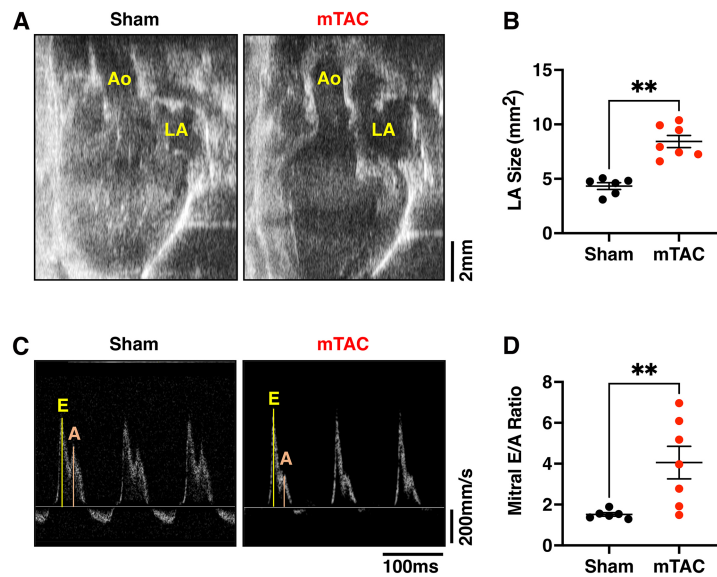 A
Sham
mTAC
Ao
LA
Ao
LA
2mm
B
**
LA Size (mm²)
15
10
5
0
Sham
mTAC
C
Sham
mTAC
E
A
E
A
200mm/s
100ms
D
**
Mitral E/A Ratio
8
6
4
2
0
Sham
mTAC